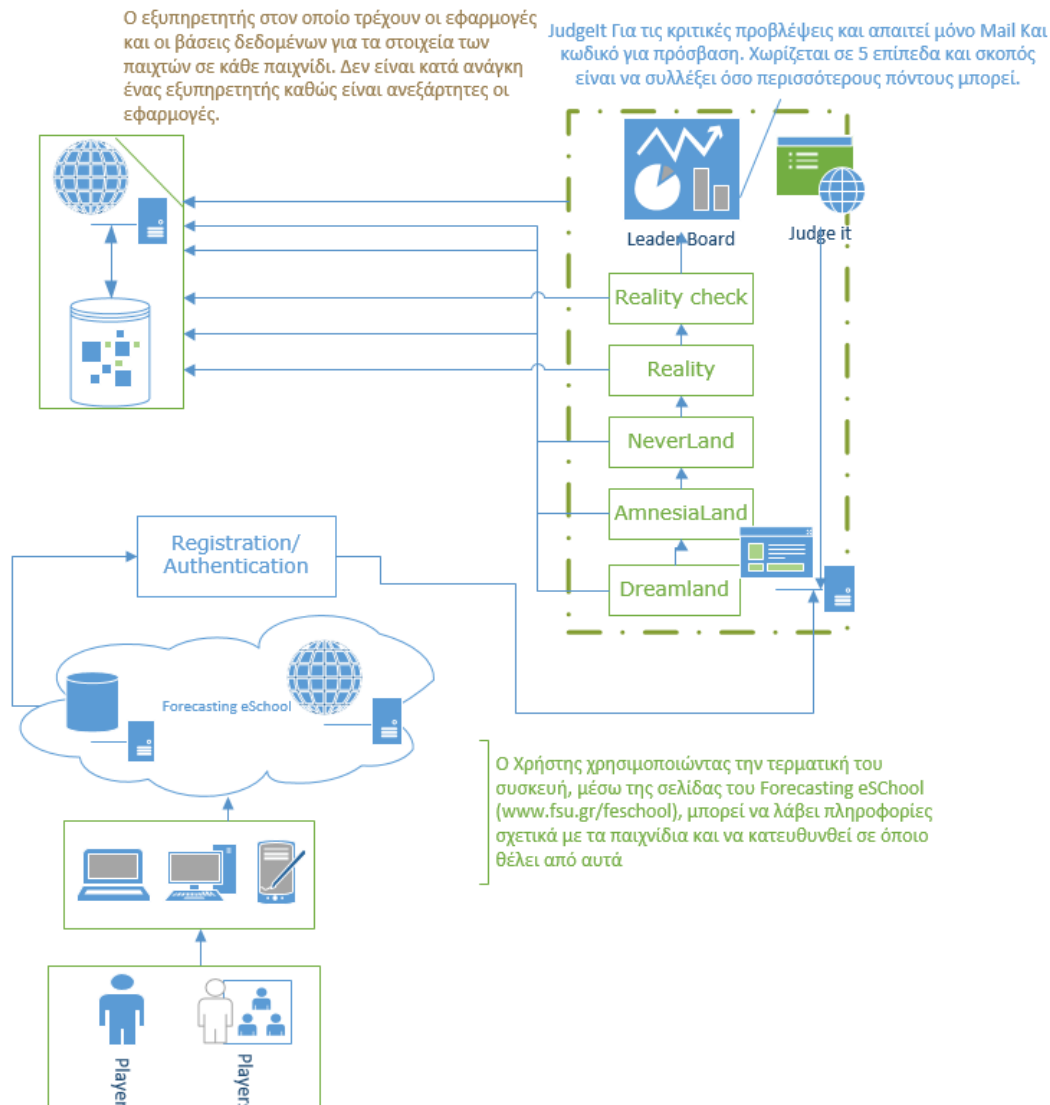 Ο εξυπηρετητής στον οποίο τρέχουν οι εφαρμογές
και οι βάσεις δεδομένων για τα στοιχεία των
παιχτών σε κάθε παιχνίδι. Δεν είναι κατά ανάγκη
ένας εξυπηρετητής καθώς είναι ανεξάρτητες οι
εφαρμογές.
JudgeIt Για τις κριτικές προβλέψεις και απαιτεί μόνο Mail Και
κωδικό για πρόσβαση. Χωρίζεται σε 5 επίπεδα και σκοπός
είναι να συλλέξει όσο περισσότερους πόντους μπορεί.
Leader Board
Judge it
Reality check
Reality
NeverLand
AmnesiaLand
Dreamland
Registration/
Authentication
Forecasting eSchool
Ο Χρήστης χρησιμοποιώντας την τερματική του
συσκευή, μέσω της σελίδας του Forecasting eSChool
(www.fsu.gr/feschool), μπορεί να λάβει πληροφορίες
σχετικά με τα παιχνίδια και να κατευθυνθεί σε όποιο
θέλει από αυτά
Player
Player